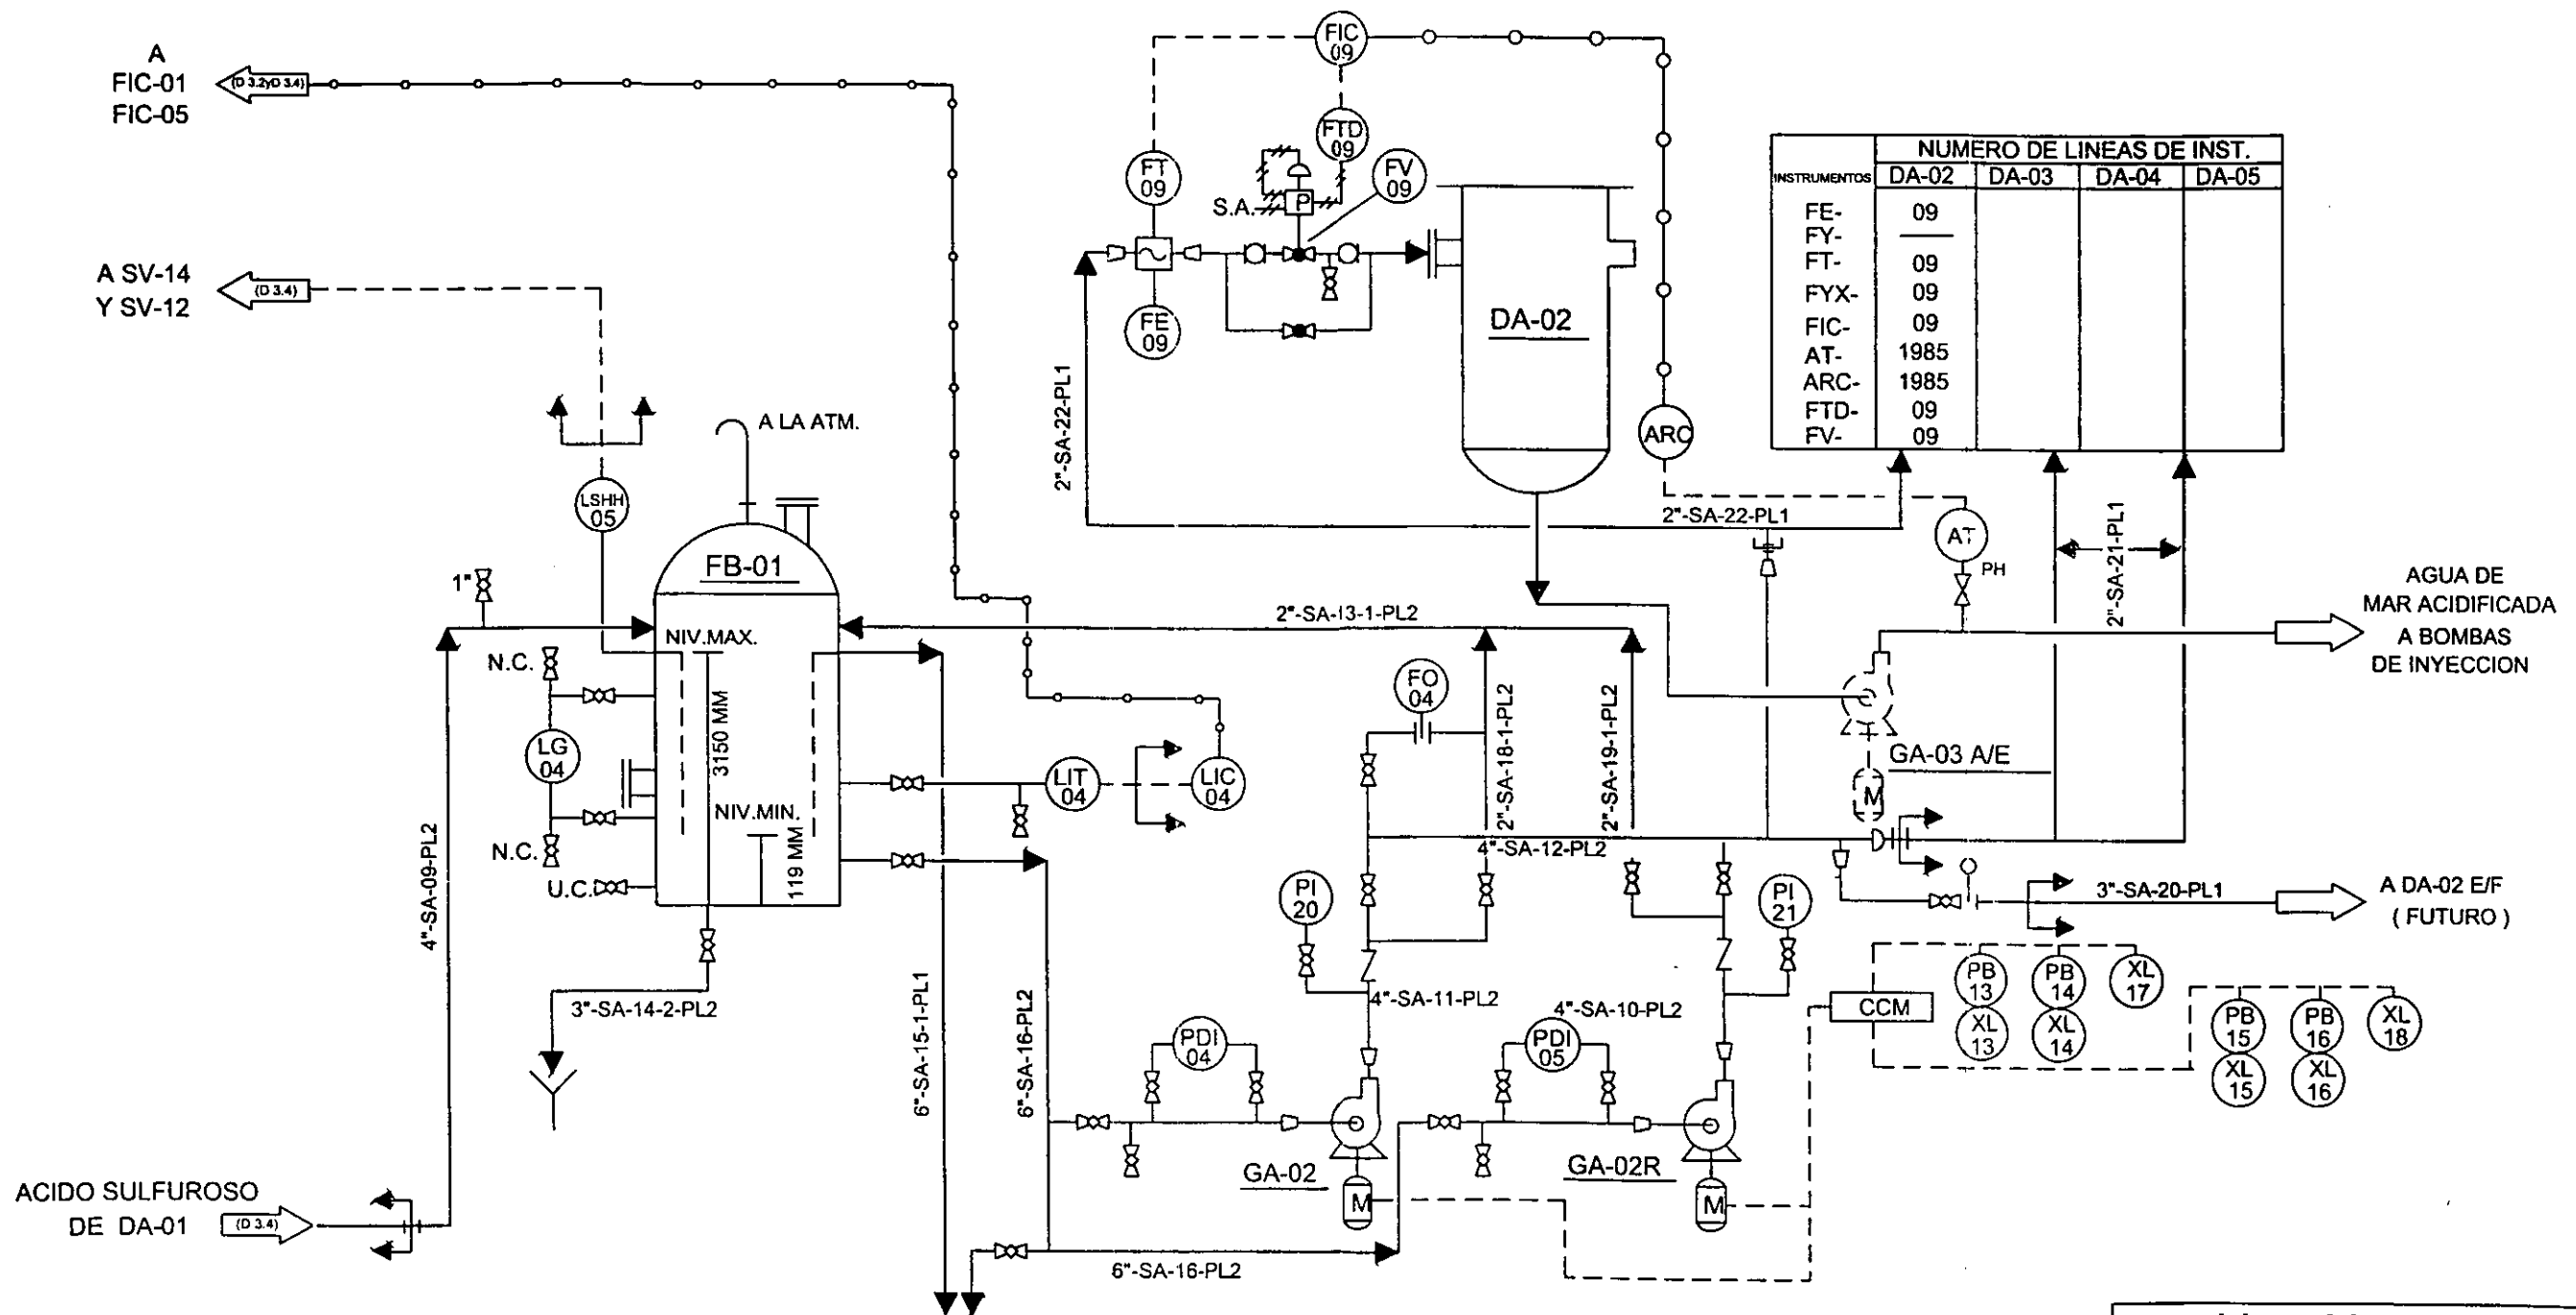 A
FIC-01
FIC-05
(D 3.2yD 3.4)
A SV-14
Y SV-12
(D 3.4)
FIC
09
FTD
09
FT
09
FV
09
S.A.
P
FE
09
DA-02
2"-SA-22-PL1
NUMERO DE LINEAS DE INST.
INSTRUMENTOS DA-02 DA-03 DA-04 DA-05
FE- 09
FY- ——
FT- 09
FYX- 09
FIC- 09
AT- 1985
ARC- 1985
FTD- 09
FV- 09
ARC
2"-SA-22-PL1
AT
PH
2"-SA-21-PL1
AGUA DE
MAR ACIDIFICADA
A BOMBAS
DE INYECCION
A LA ATM.
LSHH
05
FB-01
1"
NIV.MAX.
N.C.
LG
04
3150 MM
NIV.MIN.
119 MM
N.C.
U.C.
4"-SA-09-PL2
2"-SA-13-1-PL2
FO
04
2"-SA-18-1-PL2
2"-SA-19-1-PL2
LIT
04
LIC
04
GA-03 A/E
M
4"-SA-12-PL2
3"-SA-20-PL1
A DA-02 E/F
( FUTURO )
PI
20
PI
21
3"-SA-14-2-PL2
6"-SA-15-1-PL1
6"-SA-16-PL2
4"-SA-11-PL2
4"-SA-10-PL2
PDI
04
PDI
05
CCM
PB
13
XL
13
PB
14
XL
14
XL
17
PB
15
XL
15
PB
16
XL
16
XL
18
GA-02
M
GA-02R
M
ACIDO SULFUROSO
DE DA-01
(D 3.4)
6"-SA-16-PL2